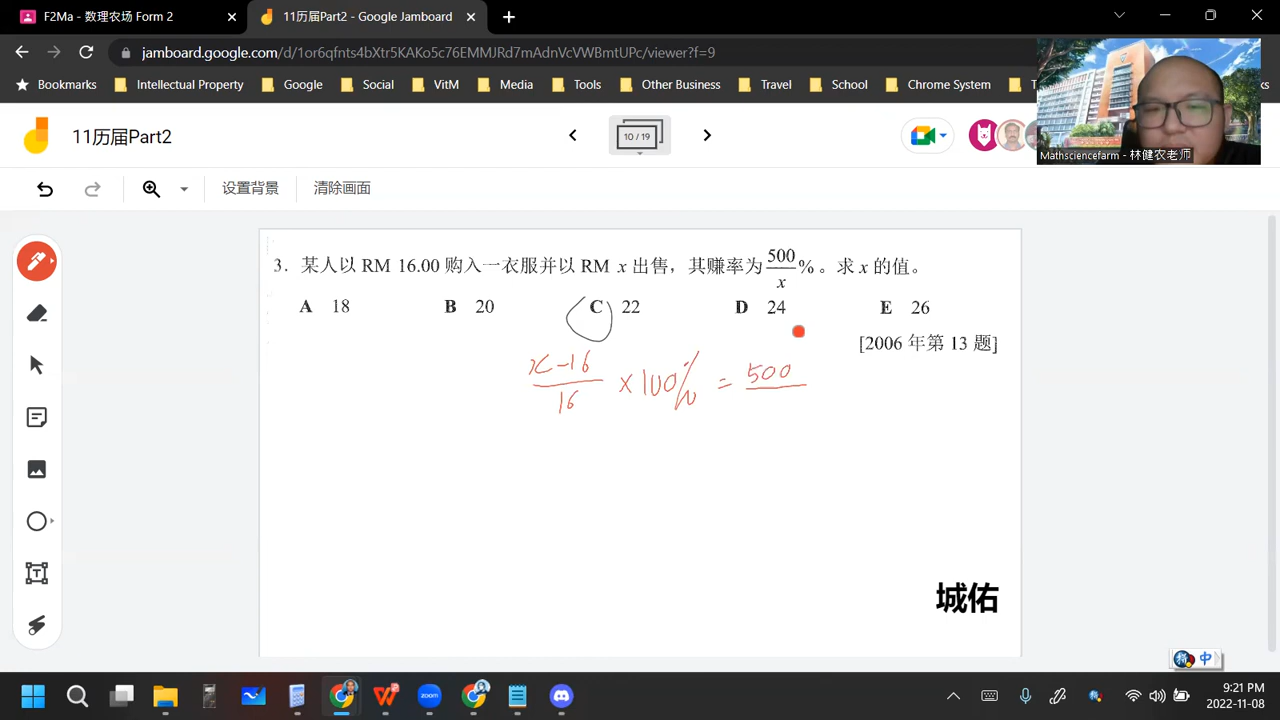 F2Ma - 数理农场 Form 2
11历届Part2 - Google Jamboard
jamboard.google.com/d/1or6qfnts4bXtr5KAKo5c76FMMJRd7mvdnVcVWBmtUPc/viewer?f=9
Bookmarks Intellectual Property Google VitM Media Tools Other Business Travel School Chrome System
11历届Part2
10 / 19
Mathsciencefarm - 林健农老师
设置背景 清除画面
3. 某人以 RM 16.00 购入一衣服并以 RM x 出售，其赚率为 500/x %。求 x 的值。
A 18 B 20 C 22 D 24 E 26
[2006 年第 13 题]
x-16/16 ×100% = 500
城佑
中
zoom
9:21 PM
2022-11-08